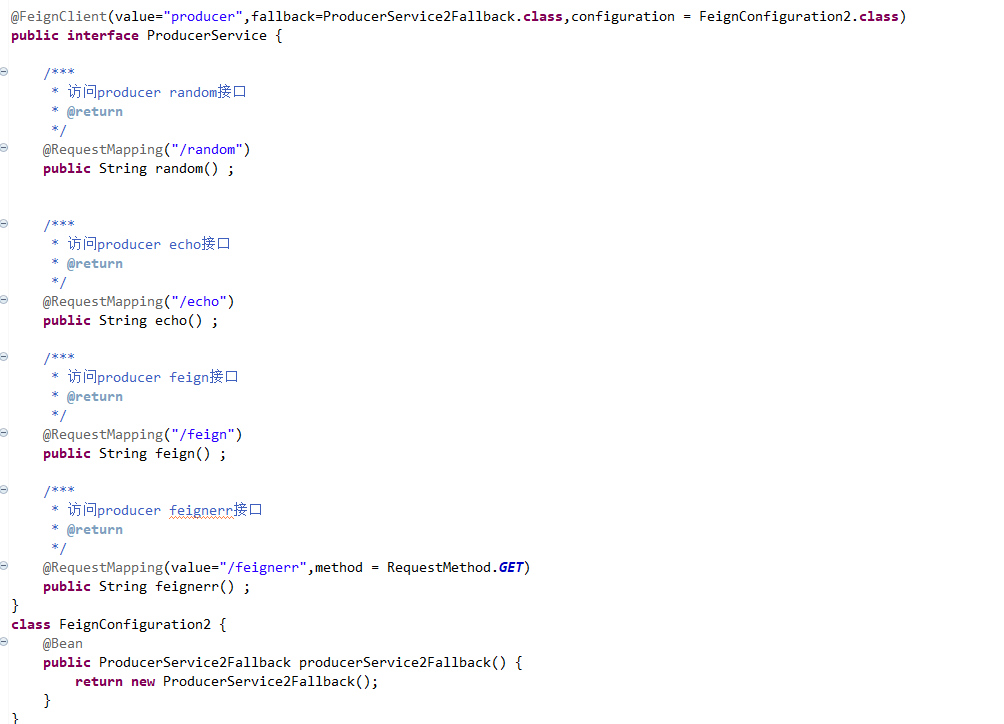 @FeignClient(value="producer",fallback=ProducerService2Fallback.class,configuration = FeignConfiguration2.class)
public interface ProducerService {
/***
* 访问producer random接口
* @return
*/
@RequestMapping("/random")
public String random() ;
/***
* 访问producer echo接口
* @return
*/
@RequestMapping("/echo")
public String echo() ;
/***
* 访问producer feign接口
* @return
*/
@RequestMapping("/feign")
public String feign() ;
/***
* 访问producer feignerr接口
* @return
*/
@RequestMapping(value="/feignerr",method = RequestMethod.GET)
public String feignerr() ;
}
class FeignConfiguration2 {
@Bean
public ProducerService2Fallback producerService2Fallback() {
return new ProducerService2Fallback();
}
}